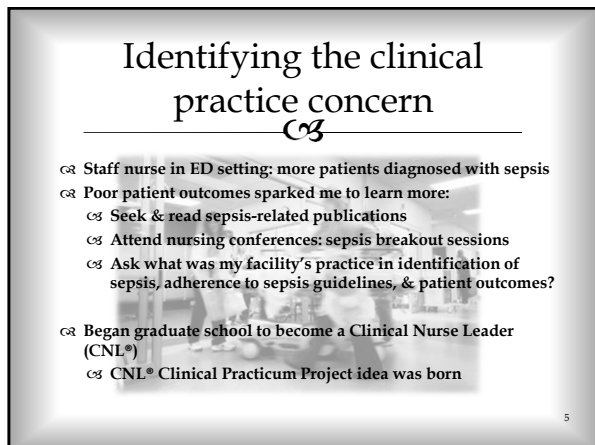 Identifying the clinical
practice concern
Staff nurse in ED setting: more patients diagnosed with sepsis
Poor patient outcomes sparked me to learn more:
Seek & read sepsis-related publications
Attend nursing conferences: sepsis breakout sessions
Ask what was my facility's practice in identification of
sepsis, adherence to sepsis guidelines, & patient outcomes?
Began graduate school to become a Clinical Nurse Leader
(CNL®)
CNL® Clinical Practicum Project idea was born
5